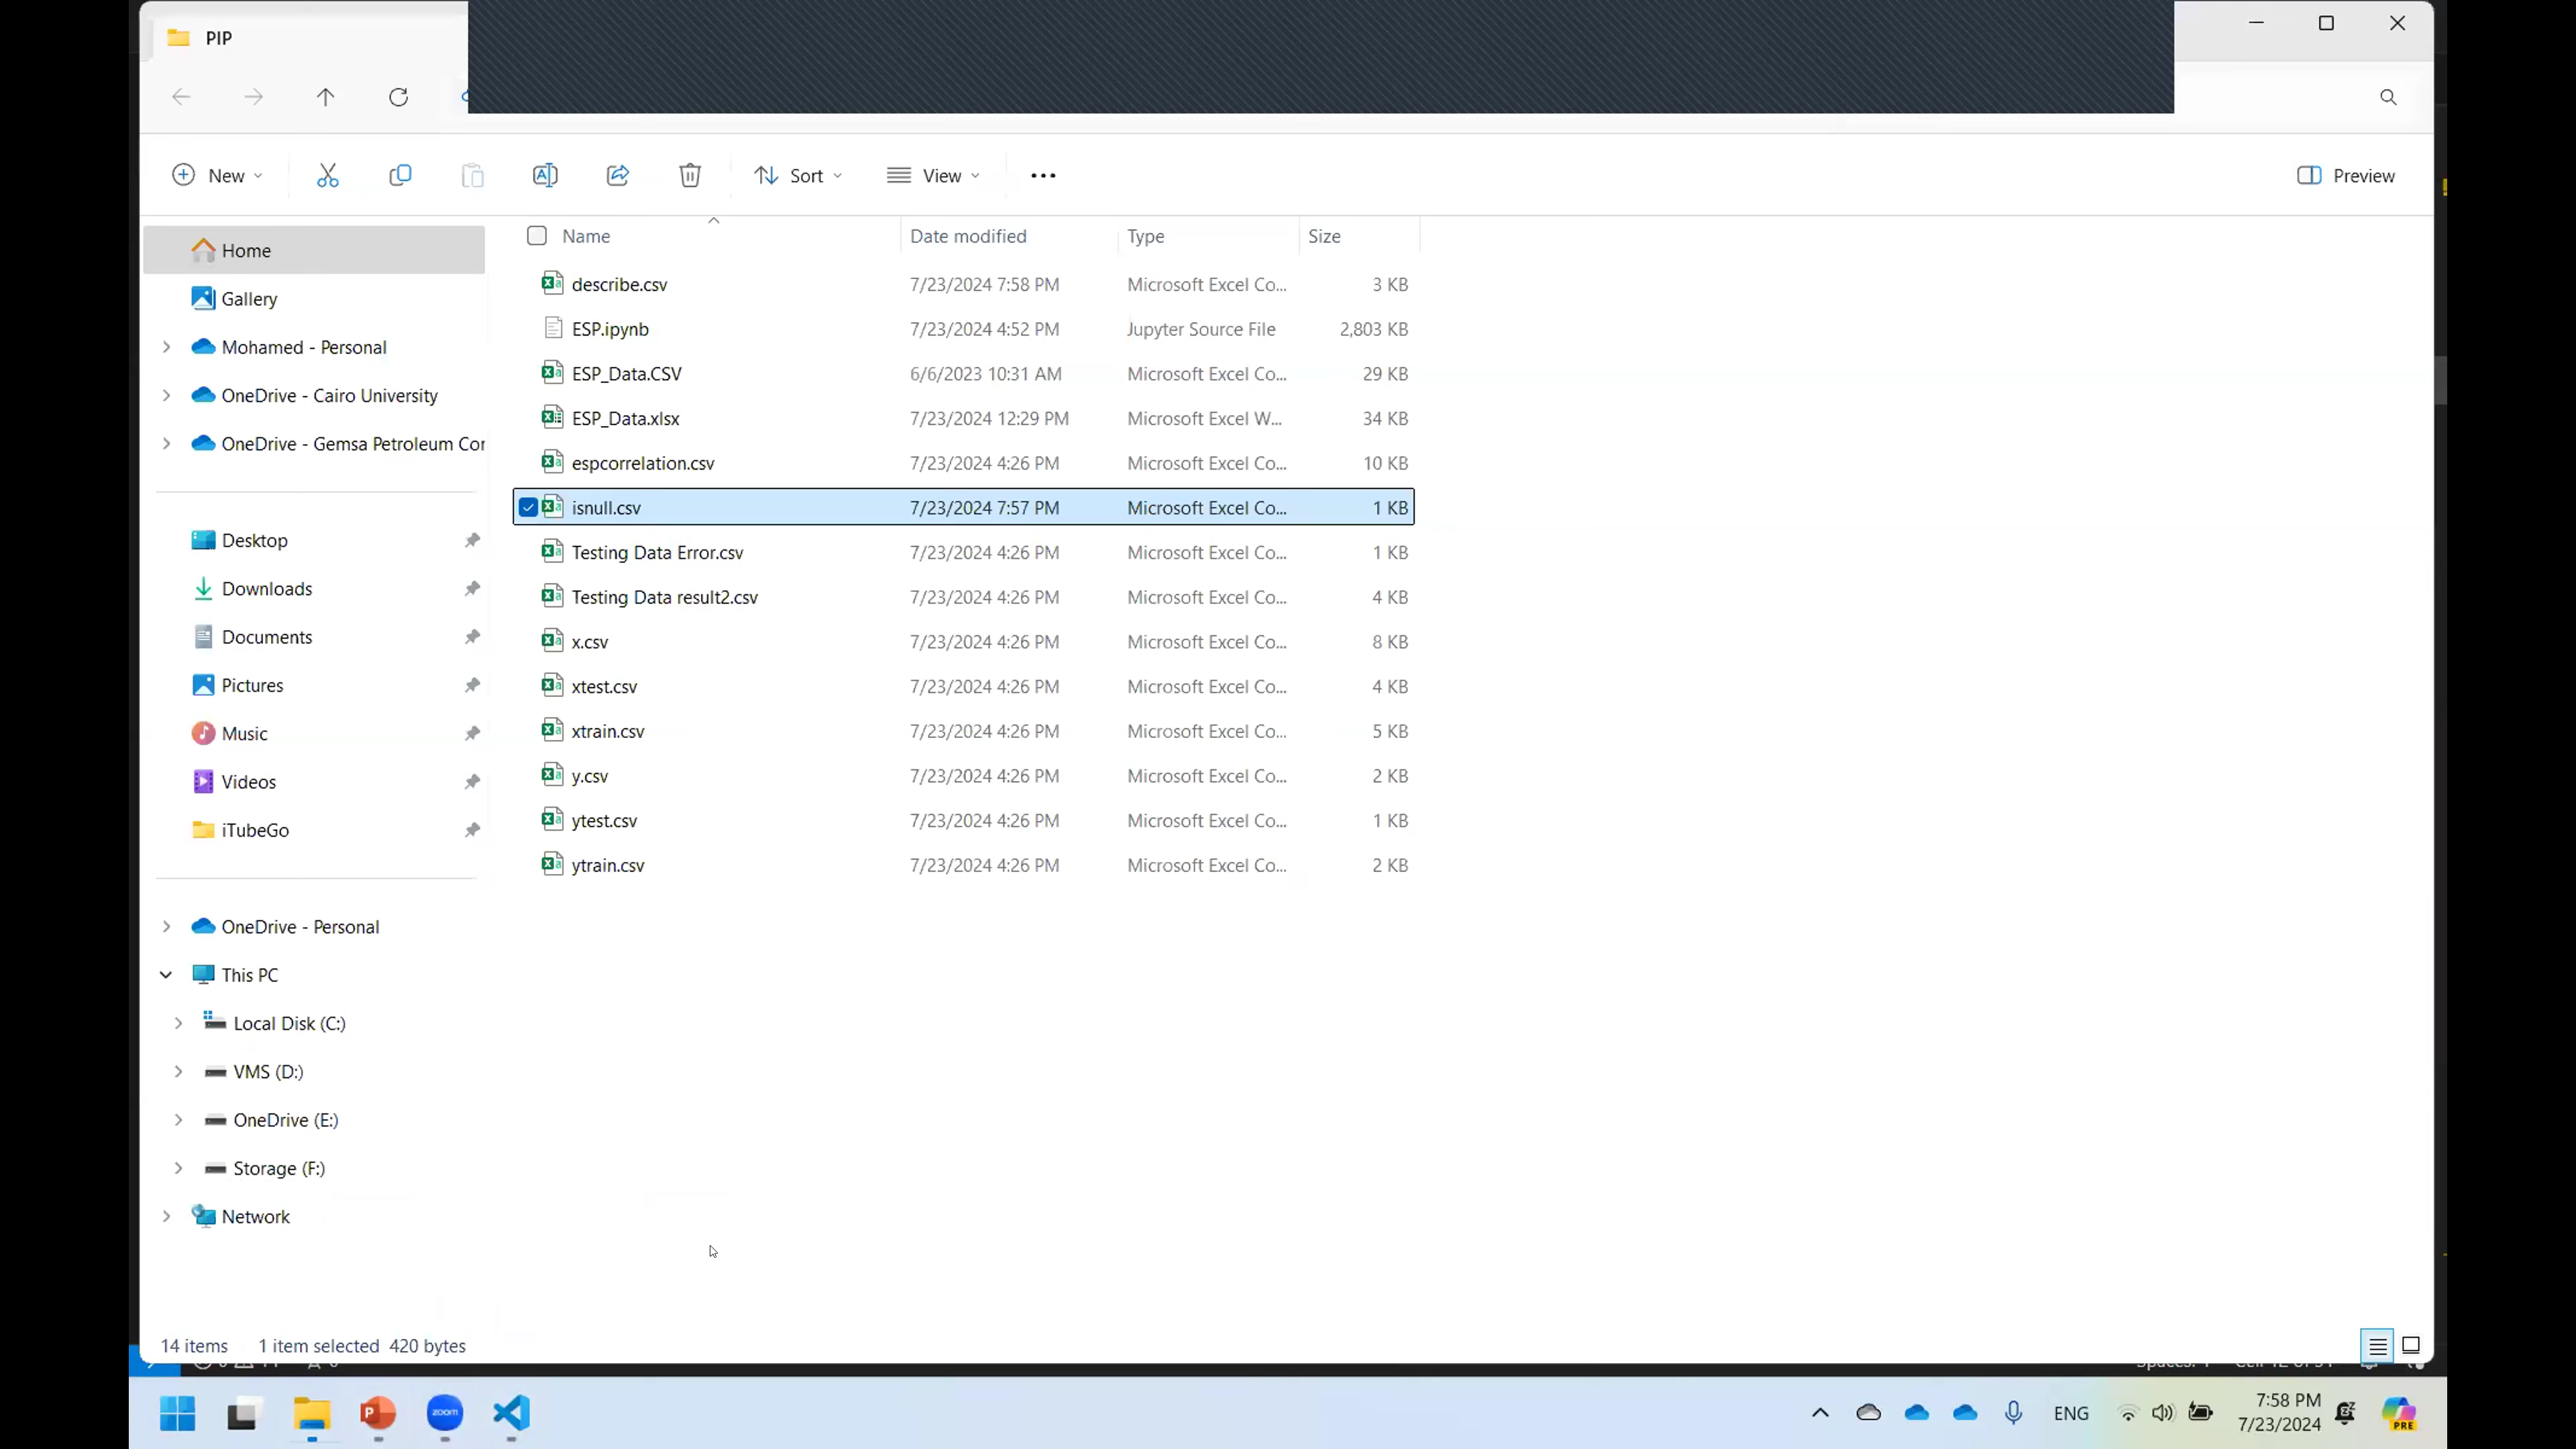 PIP
New
Sort
View
Preview
Home
Gallery
Mohamed - Personal
OneDrive - Cairo University
OneDrive - Gemsa Petroleum Cor
Desktop
Downloads
Documents
Pictures
Music
Videos
iTubeGo
OneDrive - Personal
This PC
Local Disk (C:)
VMS (D:)
OneDrive (E:)
Storage (F:)
Network
Name Date modified Type Size
describe.csv 7/23/2024 7:58 PM Microsoft Excel Co... 3 KB
ESP.ipynb 7/23/2024 4:52 PM Jupyter Source File 2,803 KB
ESP_Data.CSV 6/6/2023 10:31 AM Microsoft Excel Co... 29 KB
ESP_Data.xlsx 7/23/2024 12:29 PM Microsoft Excel W... 34 KB
espcorrelation.csv 7/23/2024 4:26 PM Microsoft Excel Co... 10 KB
isnull.csv 7/23/2024 7:57 PM Microsoft Excel Co... 1 KB
Testing Data Error.csv 7/23/2024 4:26 PM Microsoft Excel Co... 1 KB
Testing Data result2.csv 7/23/2024 4:26 PM Microsoft Excel Co... 4 KB
x.csv 7/23/2024 4:26 PM Microsoft Excel Co... 8 KB
xtest.csv 7/23/2024 4:26 PM Microsoft Excel Co... 4 KB
xtrain.csv 7/23/2024 4:26 PM Microsoft Excel Co... 5 KB
y.csv 7/23/2024 4:26 PM Microsoft Excel Co... 2 KB
ytest.csv 7/23/2024 4:26 PM Microsoft Excel Co... 1 KB
ytrain.csv 7/23/2024 4:26 PM Microsoft Excel Co... 2 KB
14 items 1 item selected 420 bytes
zoom
ENG
7:58 PM
7/23/2024
PRE